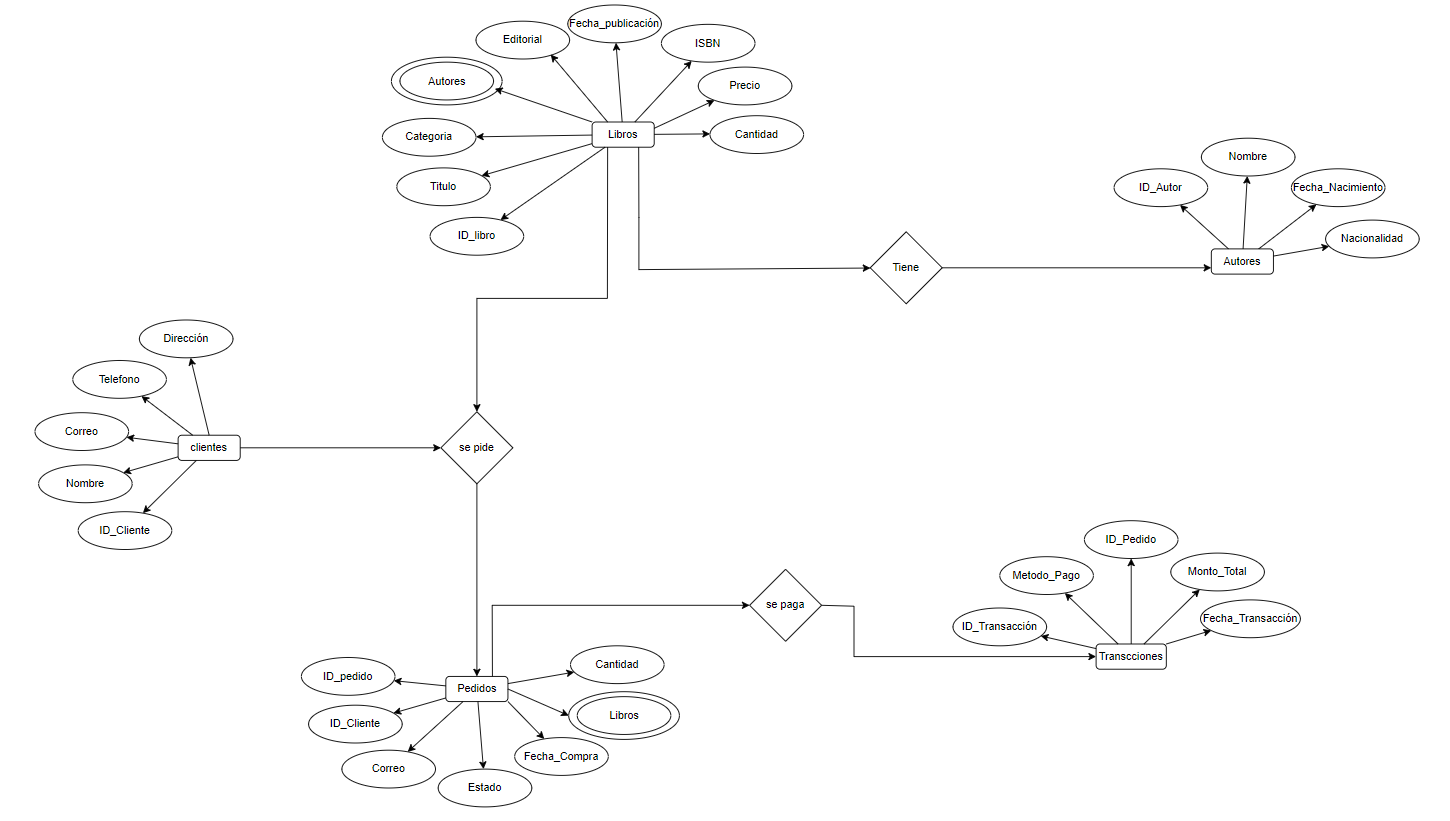 Fecha_publicación
Editorial
ISBN
Autores
Precio
Categoria
Libros
Cantidad
Titulo
ID_libro
Nombre
ID_Autor
Fecha_Nacimiento
Nacionalidad
Tiene
Autores
Dirección
Telefono
Correo
clientes
Nombre
ID_Cliente
se pide
ID_Pedido
Metodo_Pago
Monto_Total
ID_Transacción
Fecha_Transacción
Transcciones
se paga
Cantidad
ID_pedido
Pedidos
Libros
ID_Cliente
Fecha_Compra
Correo
Estado